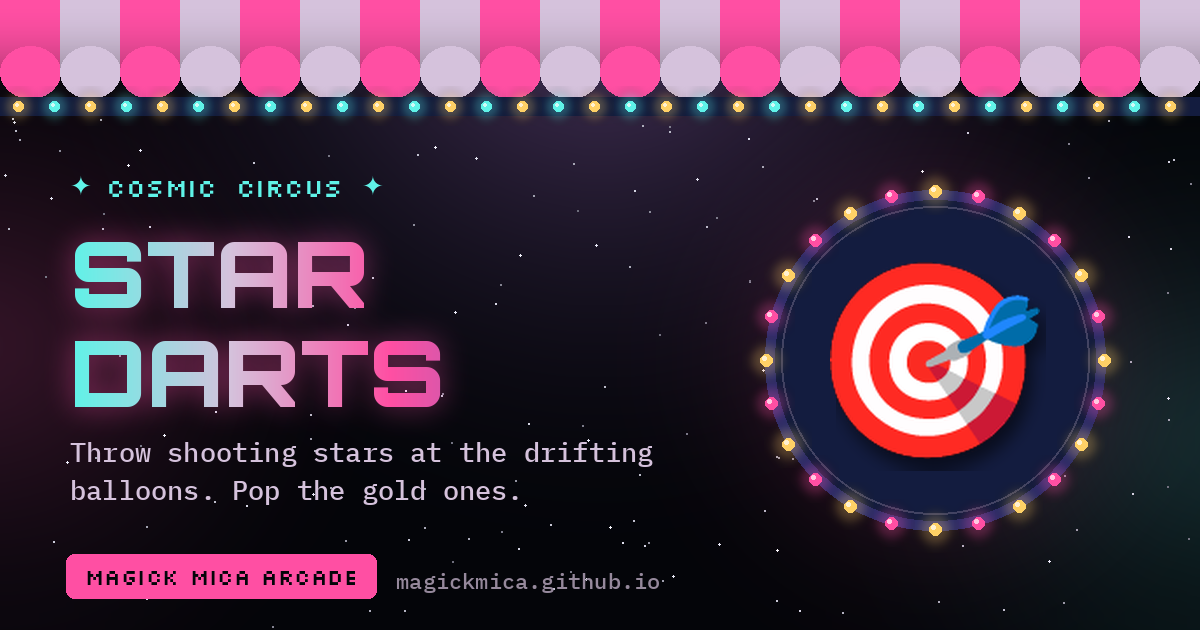 ✦ COSMIC CIRCUS ✦
STAR
DARTS
Throw shooting stars at the drifting
balloons. Pop the gold ones.
MAGICK MICA ARCADE
magickmica.github.io